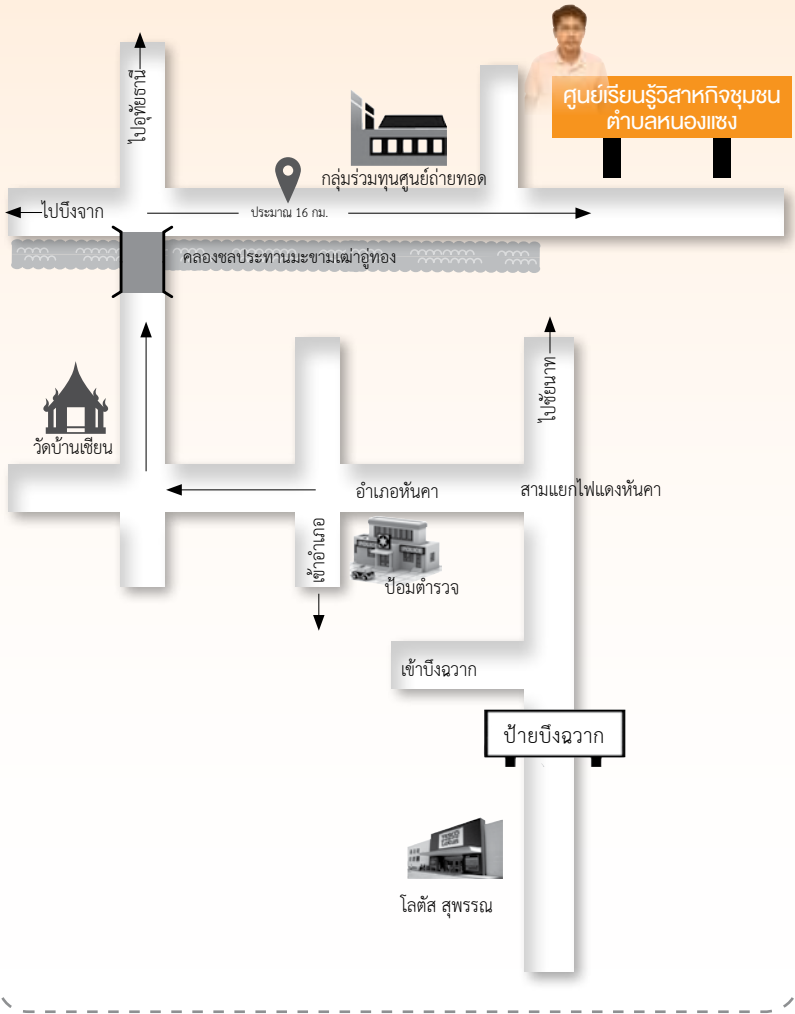 ไปอุทัยธานี
ศูนย์เรียนรู้วิสาหกิจชุมชน
ตำบลหนองแซง
กลุ่มร่วมทุนศูนย์ถ่ายทอด
ไปบึงจาก
ประมาณ 16 กม.
คลองชลประทานมะขามเฒ่าอู่ทอง
ไปชัยนาท
วัดบ้านเชียน
อำเภอหันคา
สามแยกไฟแดงหันคา
เข้าอำเภอ
ป้อมตำรวจ
เข้าบึงฉวาก
ป้ายบึงฉวาก
โลตัส สุพรรณ